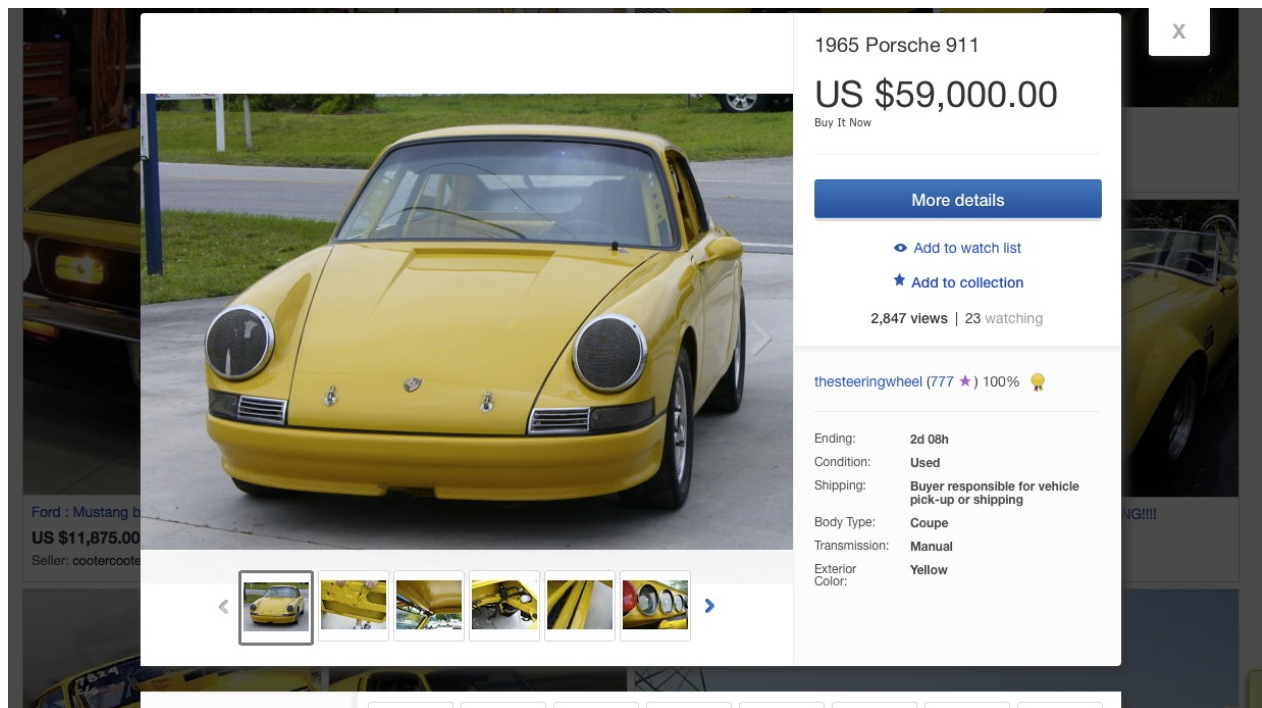 X
1965 Porsche 911
US $59,000.00
Buy It Now
More details
Add to watch list
Add to collection
2,847 views | 23 watching
thesteeringwheel (777 ★) 100%
Ending: 2d 08h
Condition: Used
Shipping: Buyer responsible for vehicle
pick-up or shipping
Body Type: Coupe
Transmission: Manual
Exterior Yellow
Color:
Ford : Mustang b
US $11,875.00
Seller: cootercoote
NG!!!!
7824